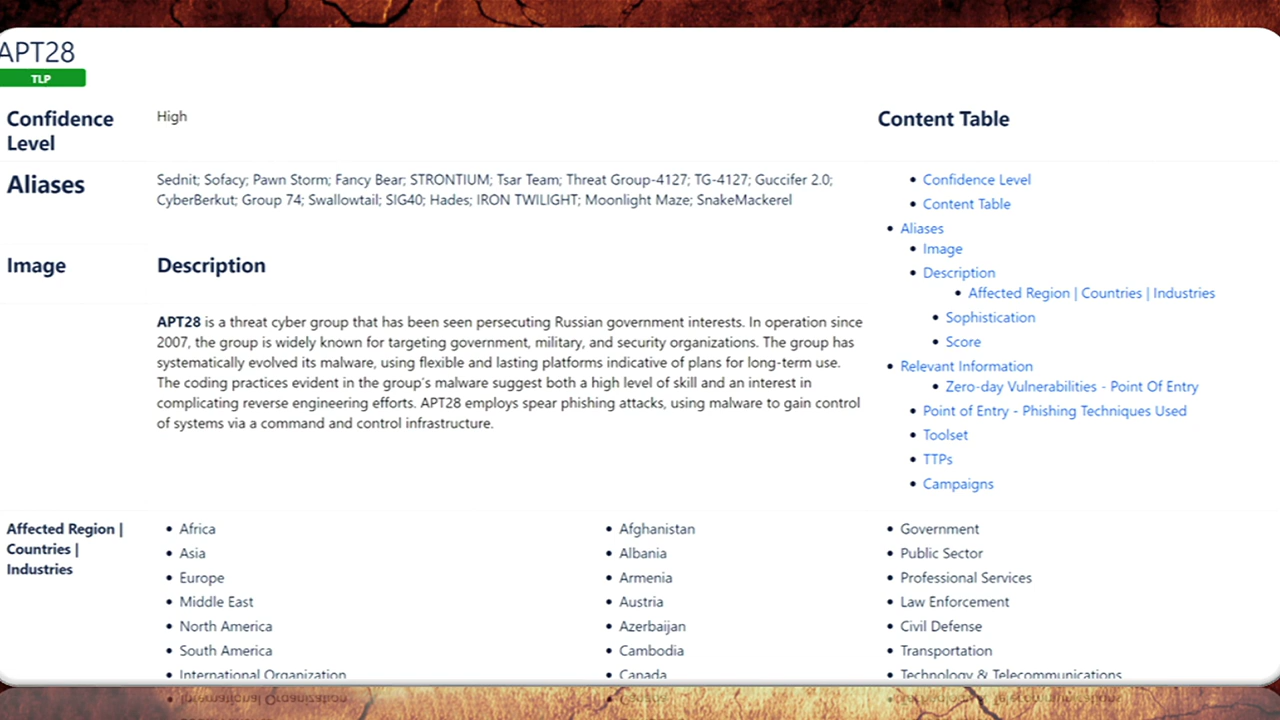 APT28
TLP
Confidence Level
High
Content Table
Aliases
Sednit; Sofacy; Pawn Storm; Fancy Bear; STRONTIUM; Tsar Team; Threat Group-4127; TG-4127; Guccifer 2.0;
CyberBerkut; Group 74; Swallowtail; SIG40; Hades; IRON TWILIGHT; Moonlight Maze; SnakeMackerel
Confidence Level
Content Table
Aliases
Image
Description
Affected Region | Countries | Industries
Sophistication
Score
Relevant Information
Zero-day Vulnerabilities - Point Of Entry
Point of Entry - Phishing Techniques Used
Toolset
TTPs
Campaigns
Image
Description
APT28 is a threat cyber group that has been seen persecuting Russian government interests. In operation since
2007, the group is widely known for targeting government, military, and security organizations. The group has
systematically evolved its malware, using flexible and lasting platforms indicative of plans for long-term use.
The coding practices evident in the group's malware suggest both a high level of skill and an interest in
complicating reverse engineering efforts. APT28 employs spear phishing attacks, using malware to gain control
of systems via a command and control infrastructure.
Affected Region |
Countries |
Industries
Africa
Asia
Europe
Middle East
North America
South America
International Organization
Afghanistan
Albania
Armenia
Austria
Azerbaijan
Cambodia
Canada
Government
Public Sector
Professional Services
Law Enforcement
Civil Defense
Transportation
Technology & Telecommunications